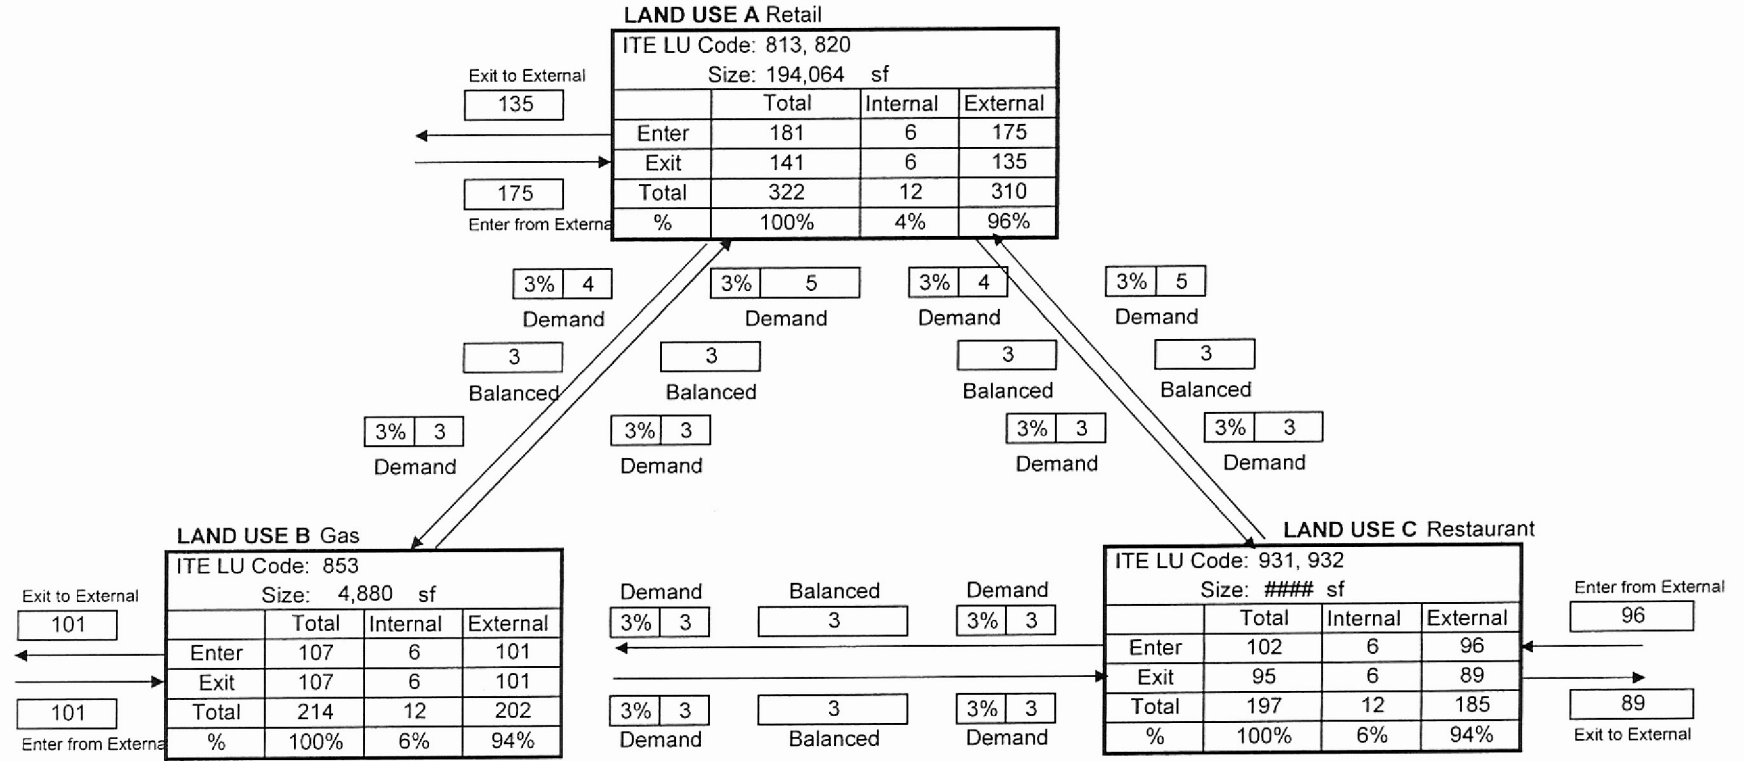 LAND USE A Retail
ITE LU Code: 813, 820
Size: 194,064 sf
Total Internal External
Enter 181 6 175
Exit 141 6 135
Total 322 12 310
% 100% 4% 96%
Exit to External
135
175
Enter from Externa
3% 4
Demand
3
Balanced
3% 3
Demand
3% 5
Demand
3
Balanced
3% 3
Demand
3% 4
Demand
3
Balanced
3% 3
Demand
3% 5
Demand
3
Balanced
3% 3
Demand
LAND USE B Gas
ITE LU Code: 853
Size: 4,880 sf
Total Internal External
Enter 107 6 101
Exit 107 6 101
Total 214 12 202
% 100% 6% 94%
Exit to External
101
101
Enter from Externa
Demand Balanced Demand
3% 3 3 3% 3
3% 3 3 3% 3
Demand Balanced Demand
LAND USE C Restaurant
ITE LU Code: 931, 932
Size: #### sf
Total Internal External
Enter 102 6 96
Exit 95 6 89
Total 197 12 185
% 100% 6% 94%
Enter from External
96
89
Exit to External